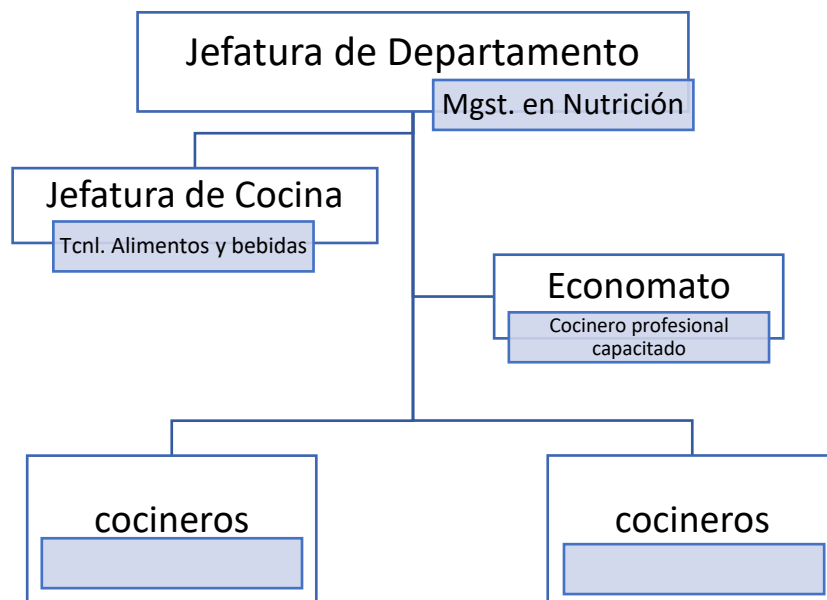 Jefatura de Departamento
Mgst. en Nutrición
Jefatura de Cocina
Tcnl. Alimentos y bebidas
Economato
Cocinero profesional
capacitado
cocineros
cocineros